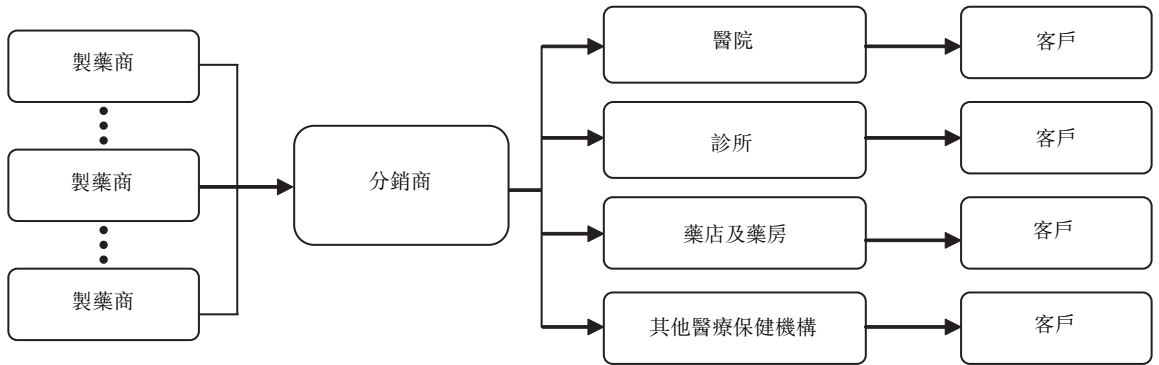 製藥商
製藥商
製藥商
分銷商
醫院
診所
藥店及藥房
其他醫療保健機構
客戶
客戶
客戶
客戶